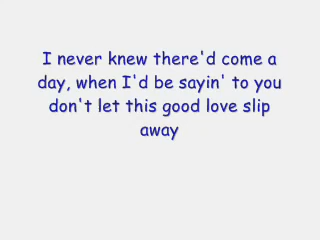 I never knew there'd come a
day, when I'd be sayin' to you
don't let this good love slip
away